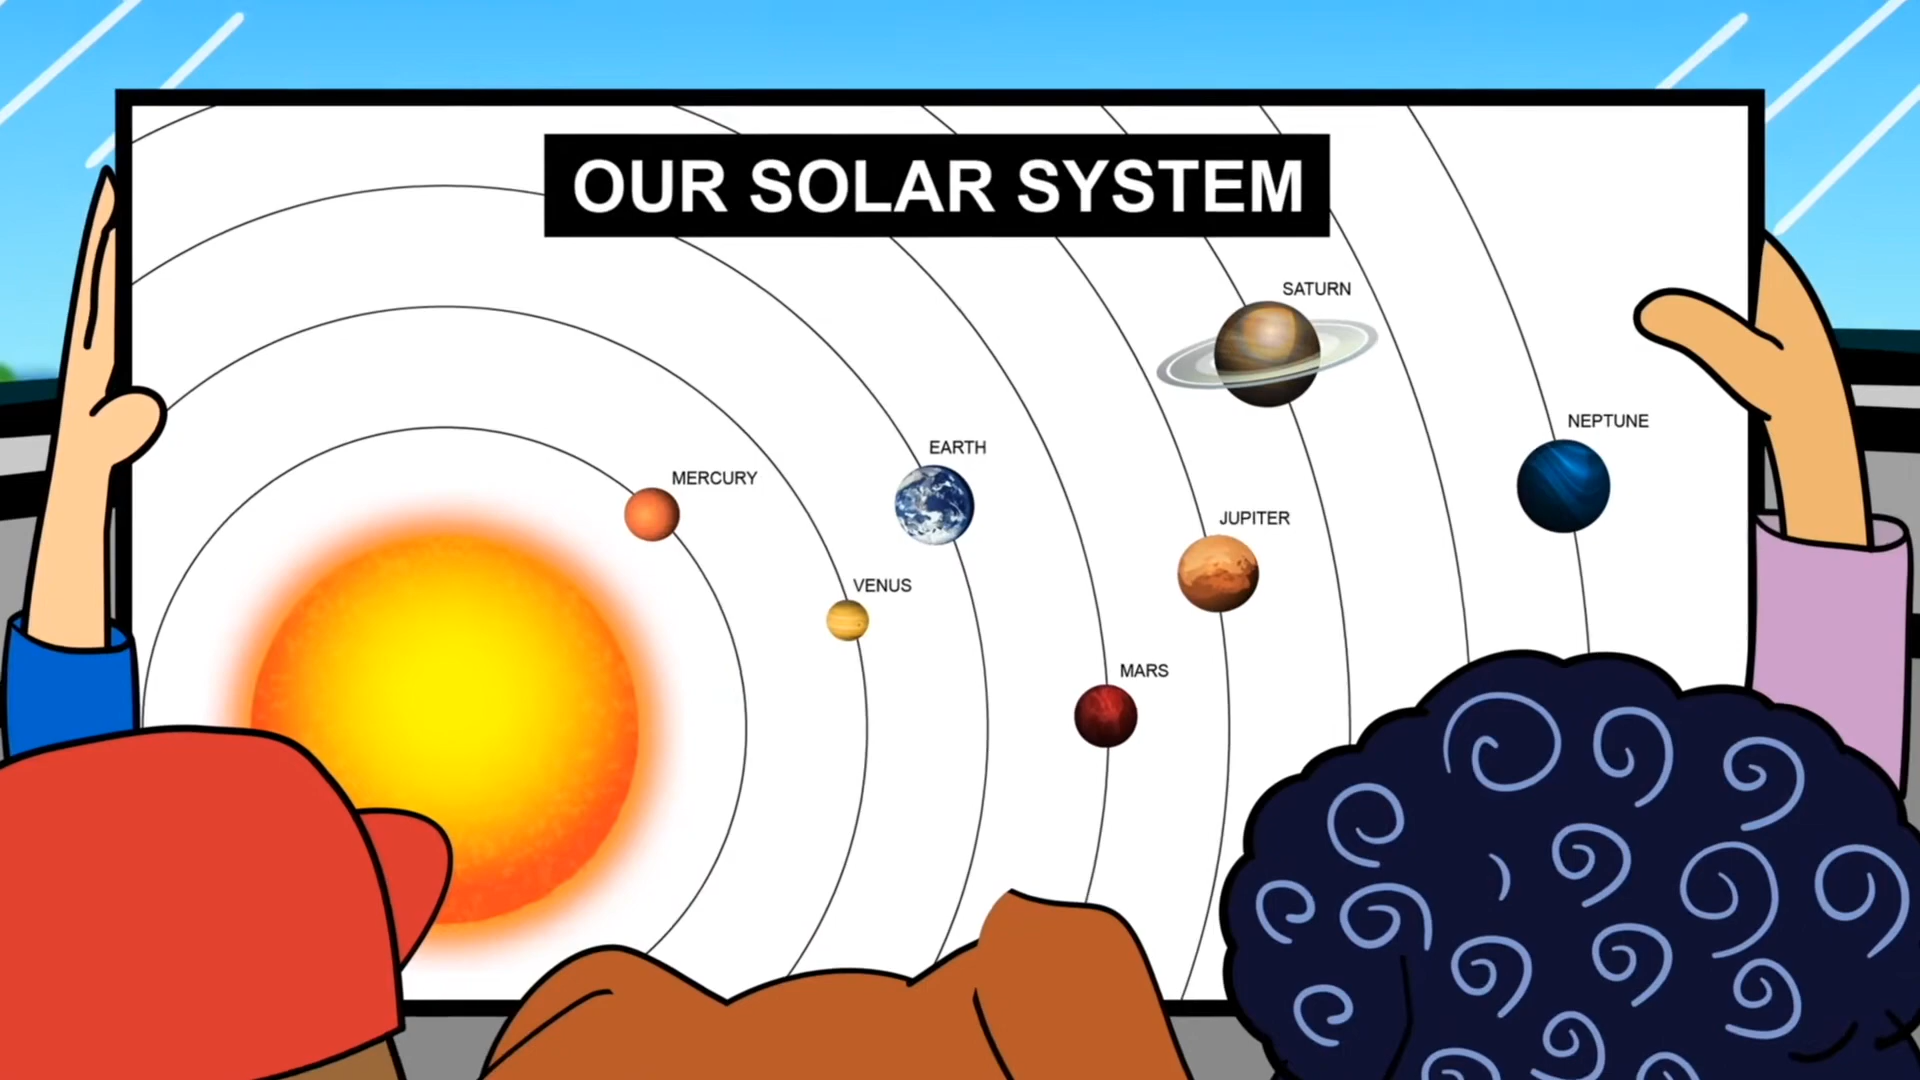 OUR SOLAR SYSTEM
SATURN
NEPTUNE
EARTH
MERCURY
JUPITER
VENUS
MARS